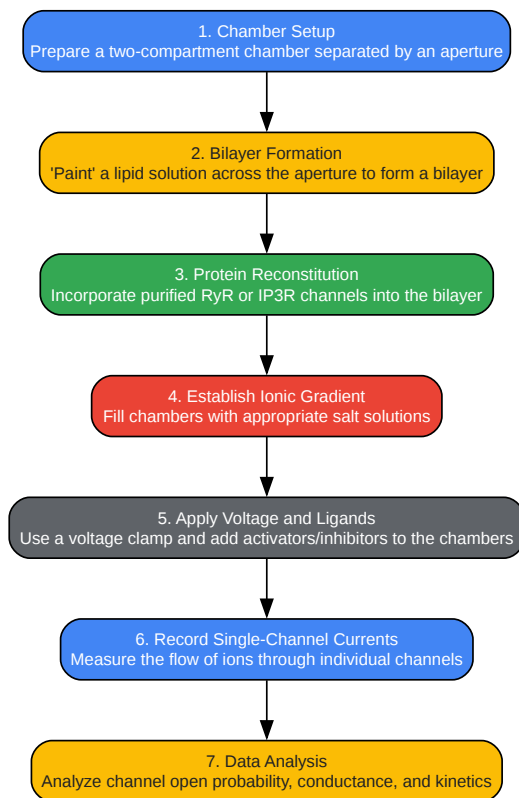 1. Chamber Setup
Prepare a two-compartment chamber separated by an aperture
2. Bilayer Formation
'Paint' a lipid solution across the aperture to form a bilayer
3. Protein Reconstitution
Incorporate purified RyR or IP3R channels into the bilayer
4. Establish Ionic Gradient
Fill chambers with appropriate salt solutions
5. Apply Voltage and Ligands
Use a voltage clamp and add activators/inhibitors to the chambers
6. Record Single-Channel Currents
Measure the flow of ions through individual channels
7. Data Analysis
Analyze channel open probability, conductance, and kinetics